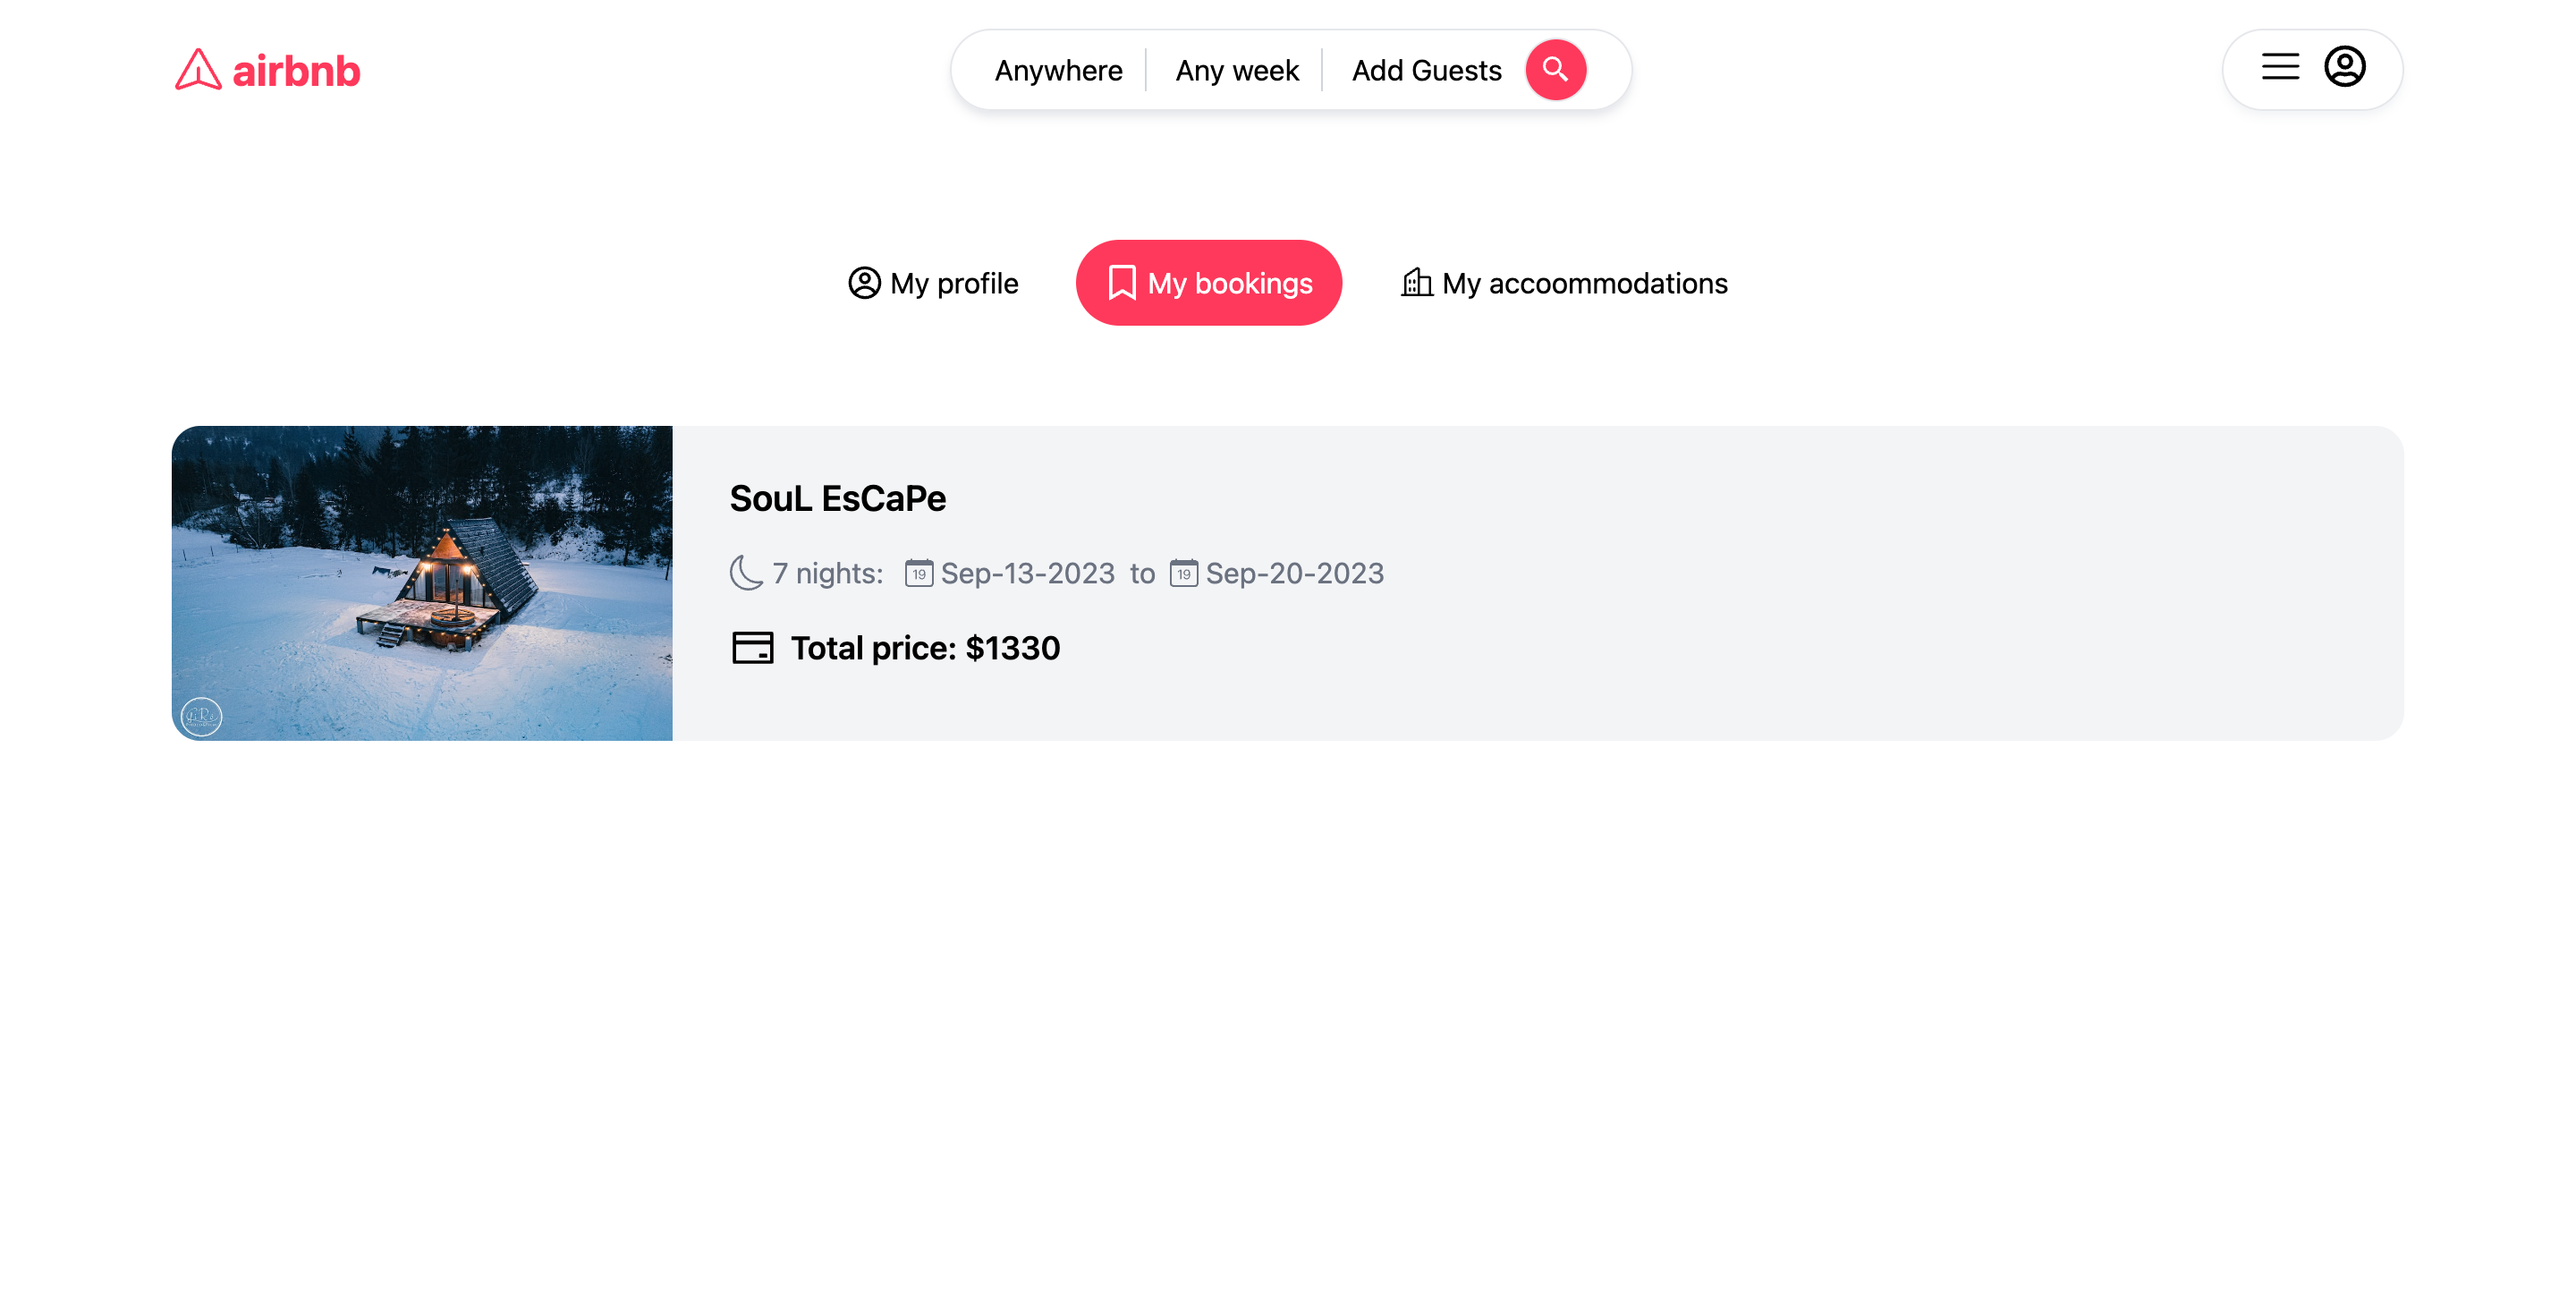 airbnb
Anywhere Any week Add Guests
My profile My bookings My accoommodations
SouL EsCaPe
7 nights: 19 Sep-13-2023 to 19 Sep-20-2023
Total price: $1330